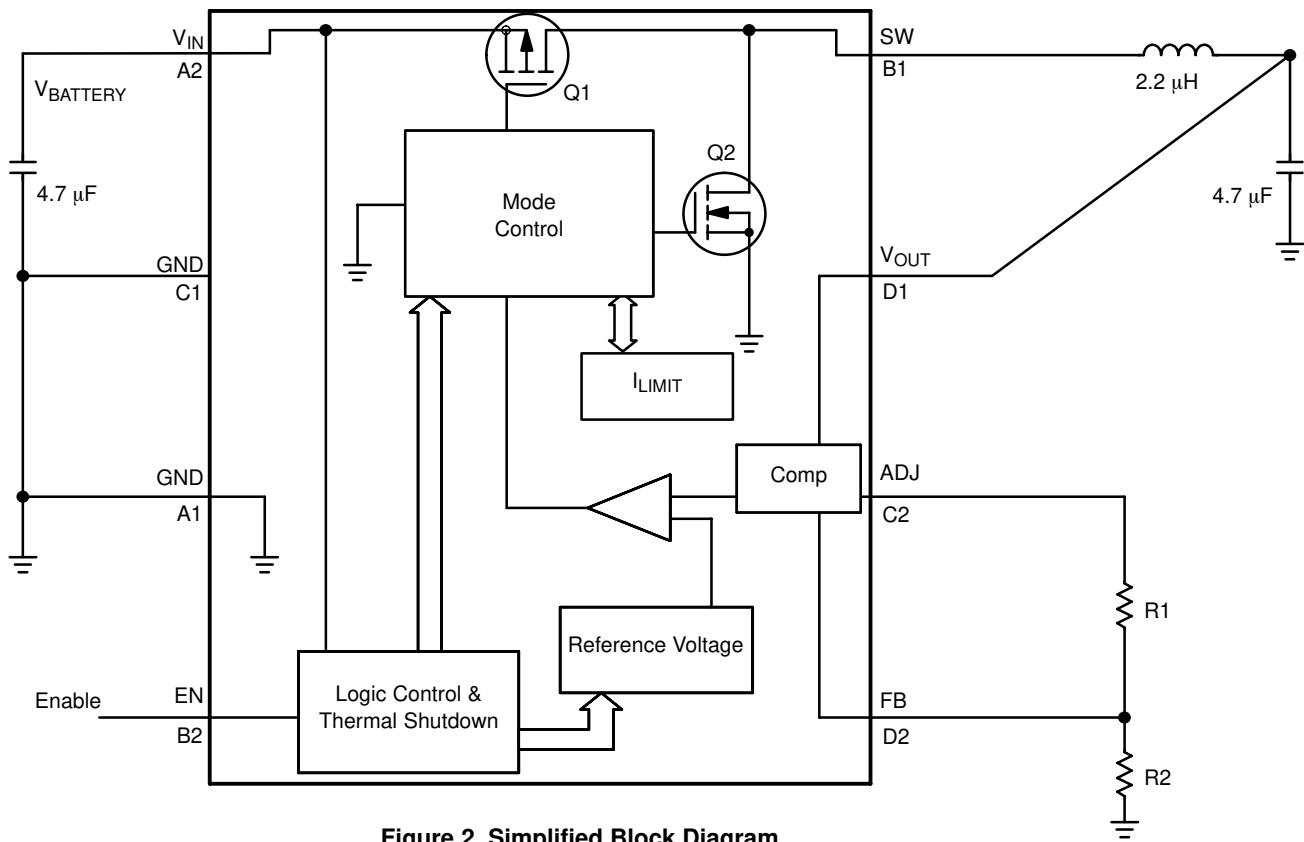 V_IN
A2
V_BATTERY
4.7 μF
GND
C1
GND
A1
Enable
EN
B2
Q1
Q2
Mode
Control
I_LIMIT
Comp
Reference Voltage
Logic Control &
Thermal Shutdown
SW
B1
2.2 μH
4.7 μF
V_OUT
D1
ADJ
C2
R1
FB
D2
R2
Figure 2. Simplified Block Diagram